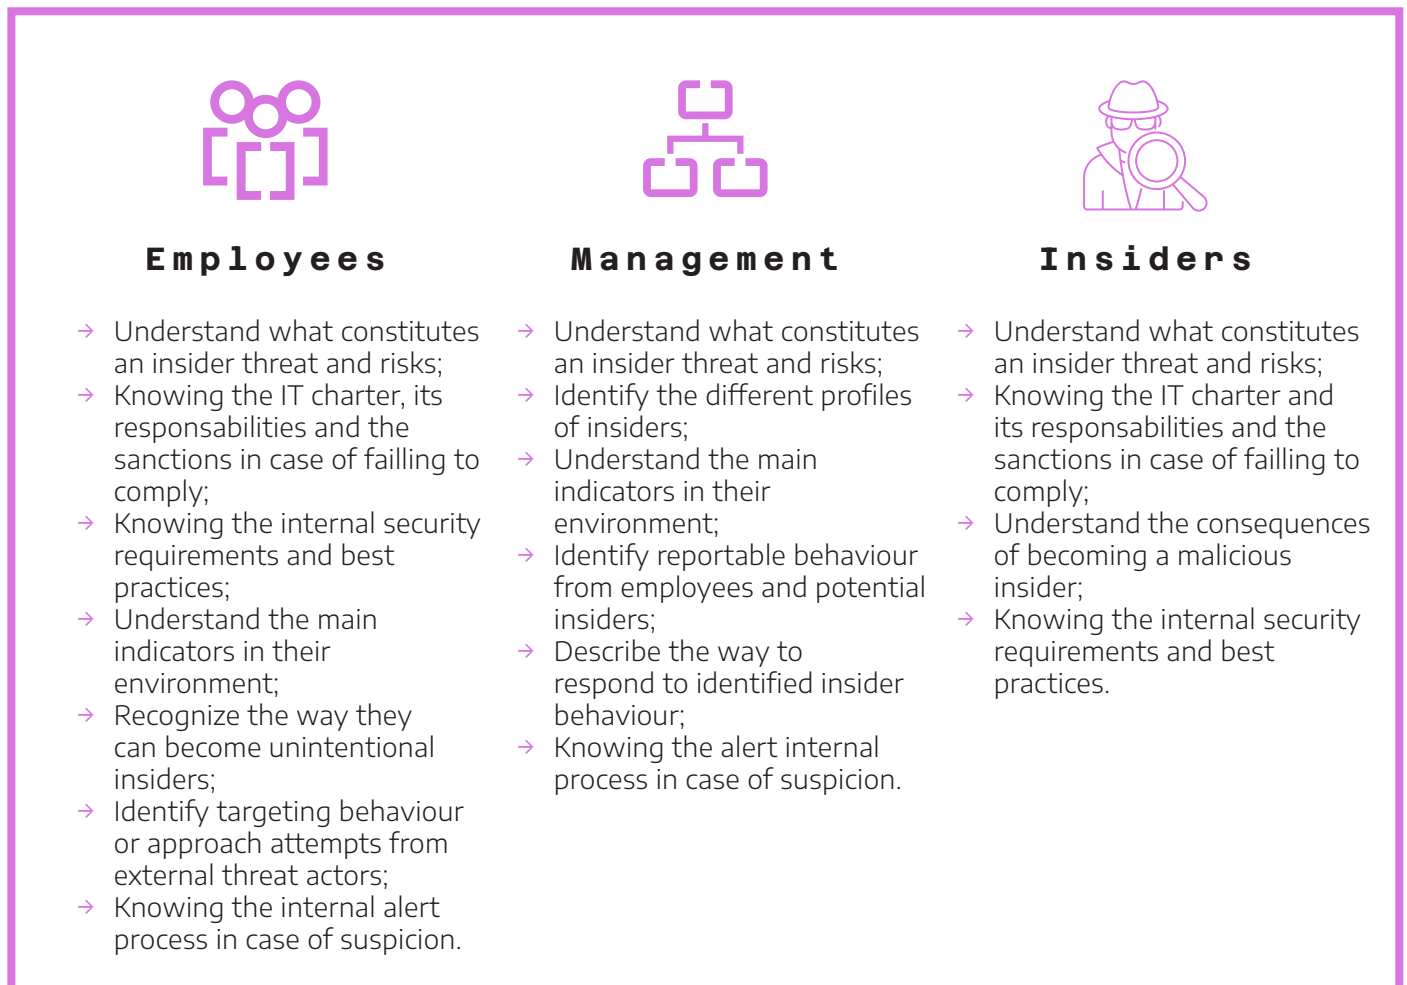 Employees
→ Understand what constitutes
an insider threat and risks;
→ Knowing the IT charter, its
responsabilities and the
sanctions in case of failling to
comply;
→ Knowing the internal security
requirements and best
practices;
→ Understand the main
indicators in their
environment;
→ Recognize the way they
can become unintentional
insiders;
→ Identify targeting behaviour
or approach attempts from
external threat actors;
→ Knowing the internal alert
process in case of suspicion.
Management
→ Understand what constitutes
an insider threat and risks;
→ Identify the different profiles
of insiders;
→ Understand the main
indicators in their
environment;
→ Identify reportable behaviour
from employees and potential
insiders;
→ Describe the way to
respond to identified insider
behaviour;
→ Knowing the alert internal
process in case of suspicion.
Insiders
→ Understand what constitutes
an insider threat and risks;
→ Knowing the IT charter and
its responsabilities and the
sanctions in case of failling to
comply;
→ Understand the consequences
of becoming a malicious
insider;
→ Knowing the internal security
requirements and best
practices.